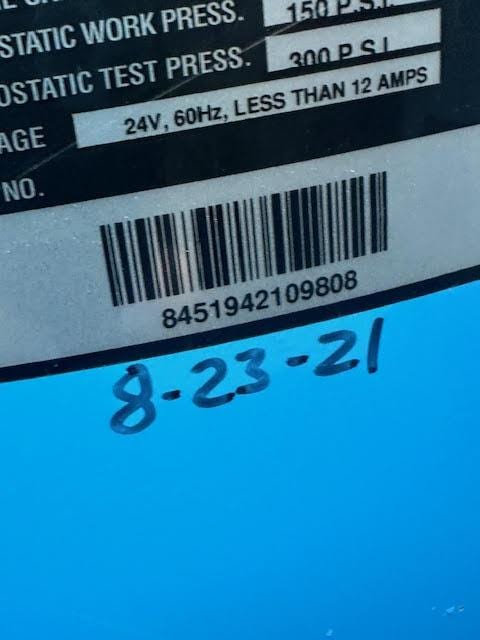 STATIC WORK PRESS. 150 P.S.I.
OSTATIC TEST PRESS. 300 P.S.I.
AGE 24V, 60Hz, LESS THAN 12 AMPS
NO.
8451942109808
8-23-21